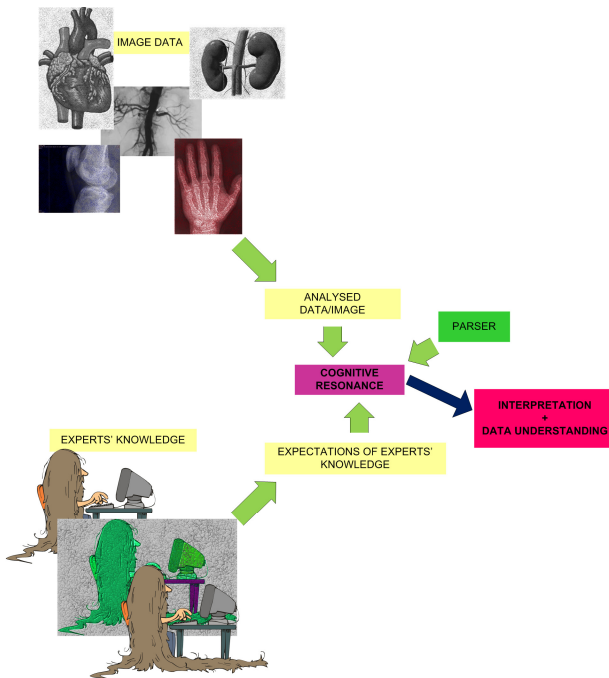 IMAGE DATA
ANALYSED
DATA/IMAGE
PARSER
COGNITIVE
RESONANCE
INTERPRETATION
+
DATA UNDERSTANDING
EXPERTS' KNOWLEDGE
EXPECTATIONS OF EXPERTS'
KNOWLEDGE